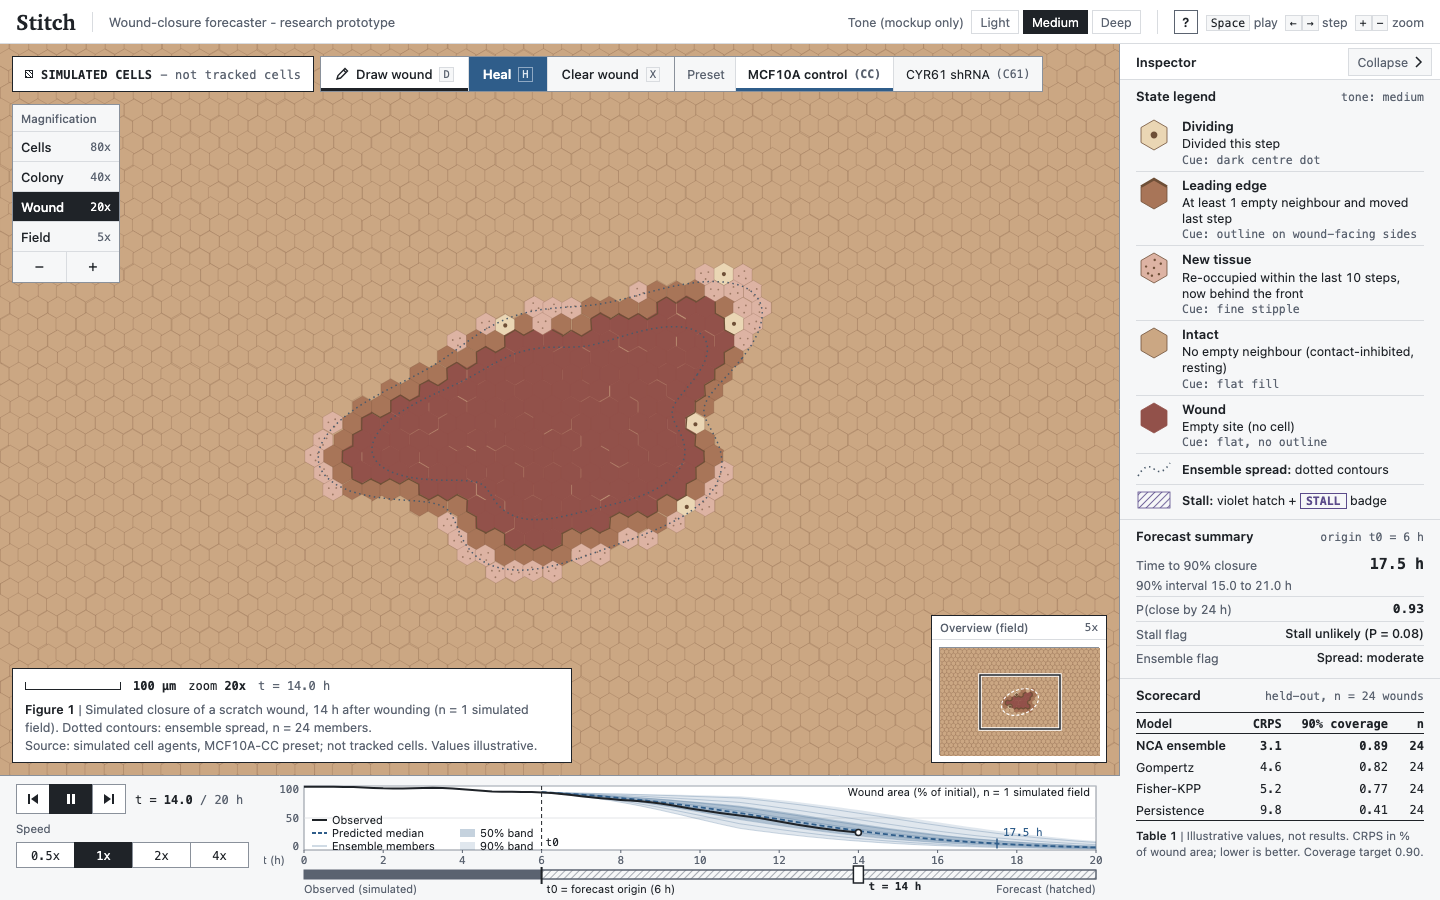 Stitch
Wound-closure forecaster - research prototype
Tone (mockup only) Light Medium Deep
? Space play ← → step + − zoom
SIMULATED CELLS – not tracked cells
Draw wound D
Heal H
Clear wound X
Preset
MCF10A control (CC)
CYR61 shRNA (C61)
Magnification
Cells 80x
Colony 40x
Wound 20x
Field 5x
− +
100 µm zoom 20x t = 14.0 h
Figure 1 | Simulated closure of a scratch wound, 14 h after wounding (n = 1 simulated
field). Dotted contours: ensemble spread, n = 24 members.
Source: simulated cell agents, MCF10A-CC preset; not tracked cells. Values illustrative.
Overview (field) 5x
t = 14.0 / 20 h
Speed
0.5x 1x 2x 4x
Wound area (% of initial), n = 1 simulated field
100
50
0
Observed
Predicted median
Ensemble members
50% band
90% band
t0
17.5 h
t (h) 0 2 4 6 8 10 12 14 16 18 20
Observed (simulated)
t0 = forecast origin (6 h)
t = 14 h
Forecast (hatched)
Inspector
Collapse
State legend tone: medium
Dividing
Divided this step
Cue: dark centre dot
Leading edge
At least 1 empty neighbour and moved
last step
Cue: outline on wound-facing sides
New tissue
Re-occupied within the last 10 steps,
now behind the front
Cue: fine stipple
Intact
No empty neighbour (contact-inhibited,
resting)
Cue: flat fill
Wound
Empty site (no cell)
Cue: flat, no outline
Ensemble spread: dotted contours
Stall: violet hatch + STALL badge
Forecast summary origin t0 = 6 h
Time to 90% closure 17.5 h
90% interval 15.0 to 21.0 h
P(close by 24 h) 0.93
Stall flag Stall unlikely (P = 0.08)
Ensemble flag Spread: moderate
Scorecard held-out, n = 24 wounds
Model CRPS 90% coverage n
NCA ensemble 3.1 0.89 24
Gompertz 4.6 0.82 24
Fisher-KPP 5.2 0.77 24
Persistence 9.8 0.41 24
Table 1 | Illustrative values, not results. CRPS in %
of wound area; lower is better. Coverage target 0.90.